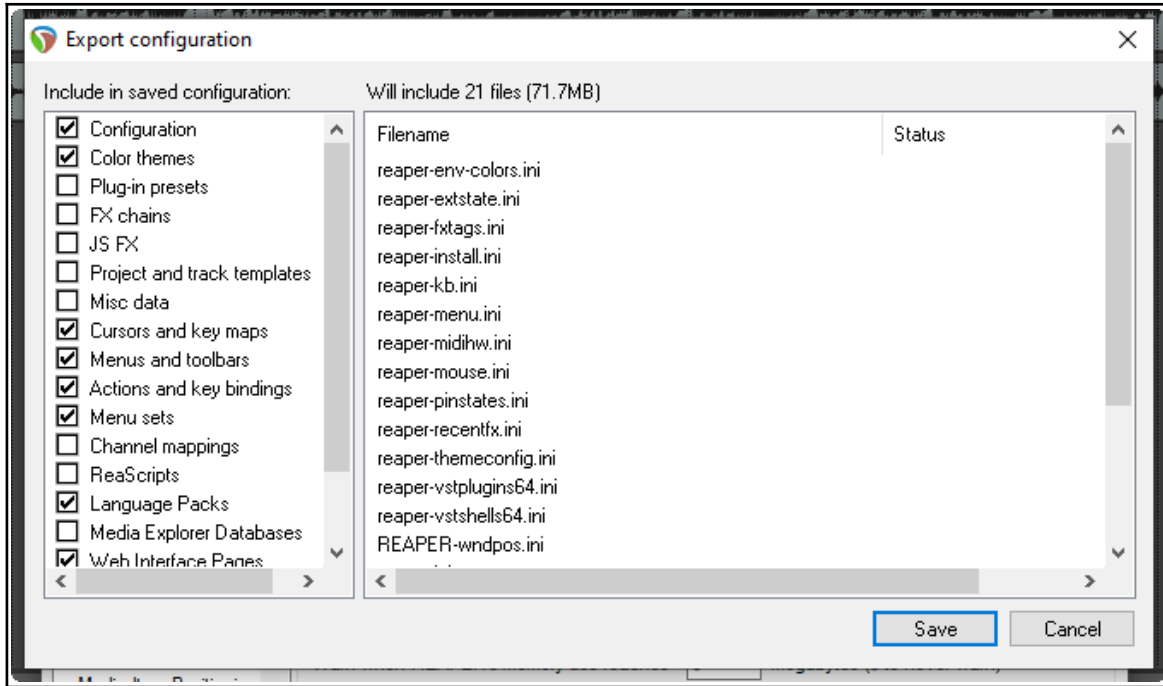 Export configuration
Include in saved configuration:
Will include 21 files (71.7MB)
Configuration
Color themes
Plug-in presets
FX chains
JS FX
Project and track templates
Misc data
Cursors and key maps
Menus and toolbars
Actions and key bindings
Menu sets
Channel mappings
ReaScripts
Language Packs
Media Explorer Databases
Web Interface Pages
Filename Status
reaper-env-colors.ini
reaper-extstate.ini
reaper-fxtags.ini
reaper-install.ini
reaper-kb.ini
reaper-menu.ini
reaper-midihw.ini
reaper-mouse.ini
reaper-pinstates.ini
reaper-recentfx.ini
reaper-themeconfig.ini
reaper-vstplugins64.ini
reaper-vstshells64.ini
REAPER-wndpos.ini
Save Cancel